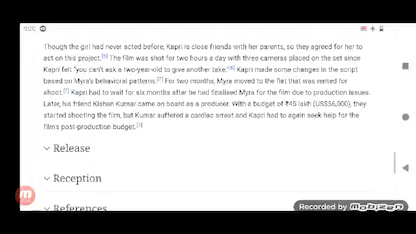 Though the girl had never acted before, Kapri is close friends with her parents, so they agreed for her to
act on this project.[5] The film was shot for two hours a day with three cameras placed on the set since
Kapri felt "you can't ask a two-year-old to give another take."[6] Kapri made some changes in the script
based on Myra's behavioral patterns.[7] For two months, Myra moved to the flat that was rented for
shoot.[7] Kapri had to wait for six months after he had finalised Myra for the film due to production issues.
Later, his friend Kishen Kumar came on board as a producer. With a budget of ₹45 lakh (US$56,000), they
started shooting the film, but Kumar suffered a cardiac arrest and Kapri had to again seek help for the
film's post-production budget.[7]
Release
Reception
References
Recorded by
Mobizen